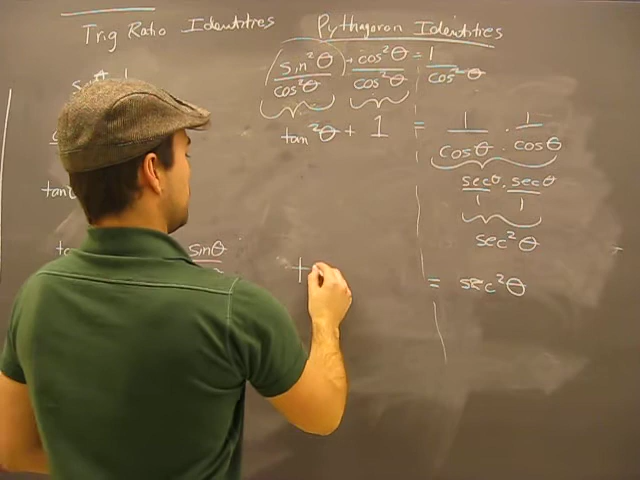 Trig Ratio Identities
Pythagoron Identities
sin²θ/cos²θ + cos²θ/cos²θ = 1/cos²θ
tan²θ + 1 = 1/cosθ · 1/cosθ
secθ/1 · secθ/1
sec²θ
tan
sinθ
+ = sec²θ